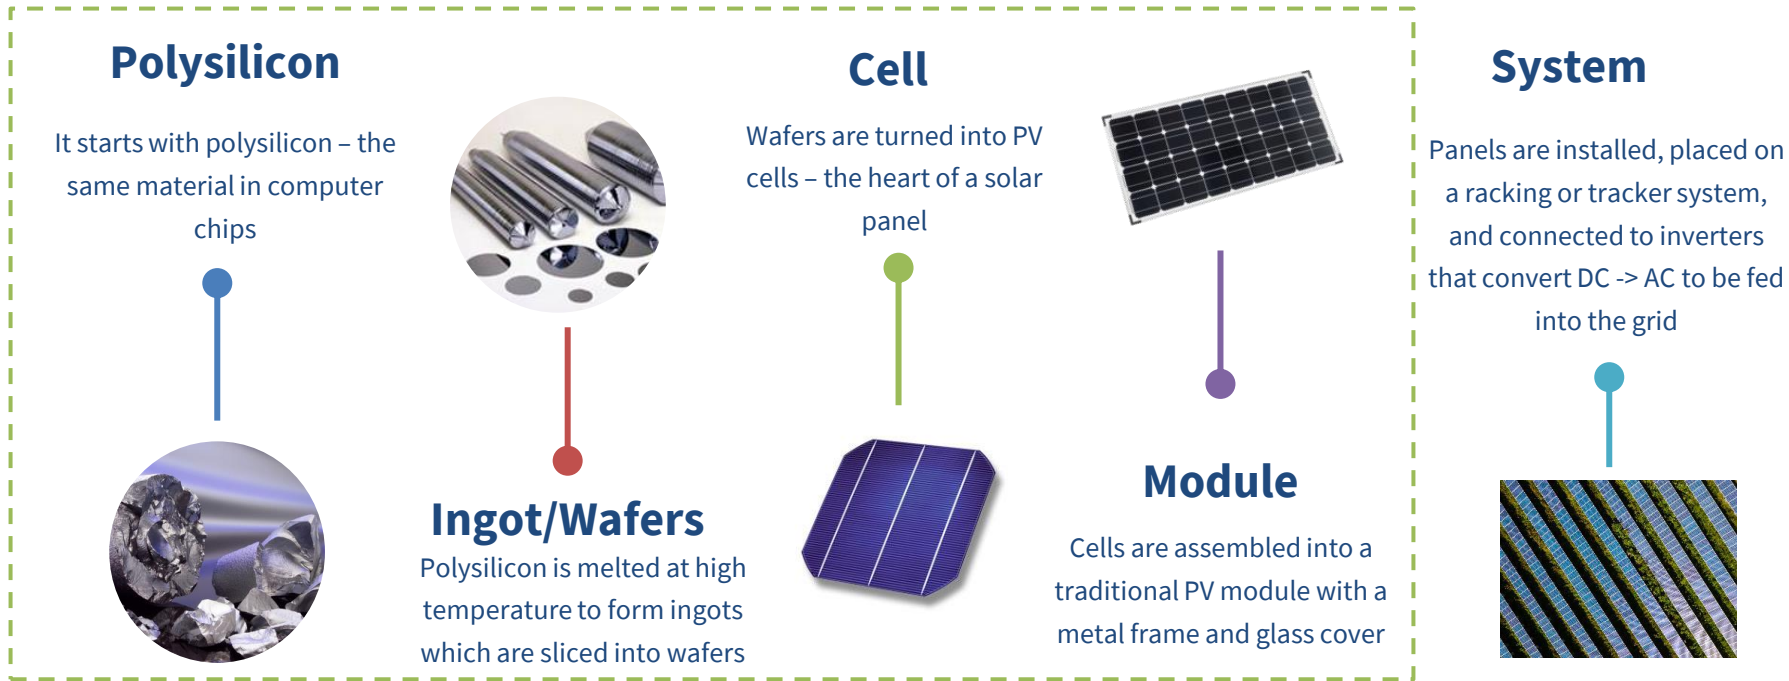 Polysilicon
It starts with polysilicon – the
same material in computer
chips
Ingot/Wafers
Polysilicon is melted at high
temperature to form ingots
which are sliced into wafers
Cell
Wafers are turned into PV
cells – the heart of a solar
panel
Module
Cells are assembled into a
traditional PV module with a
metal frame and glass cover
System
Panels are installed, placed on
a racking or tracker system,
and connected to inverters
that convert DC -> AC to be fed
into the grid